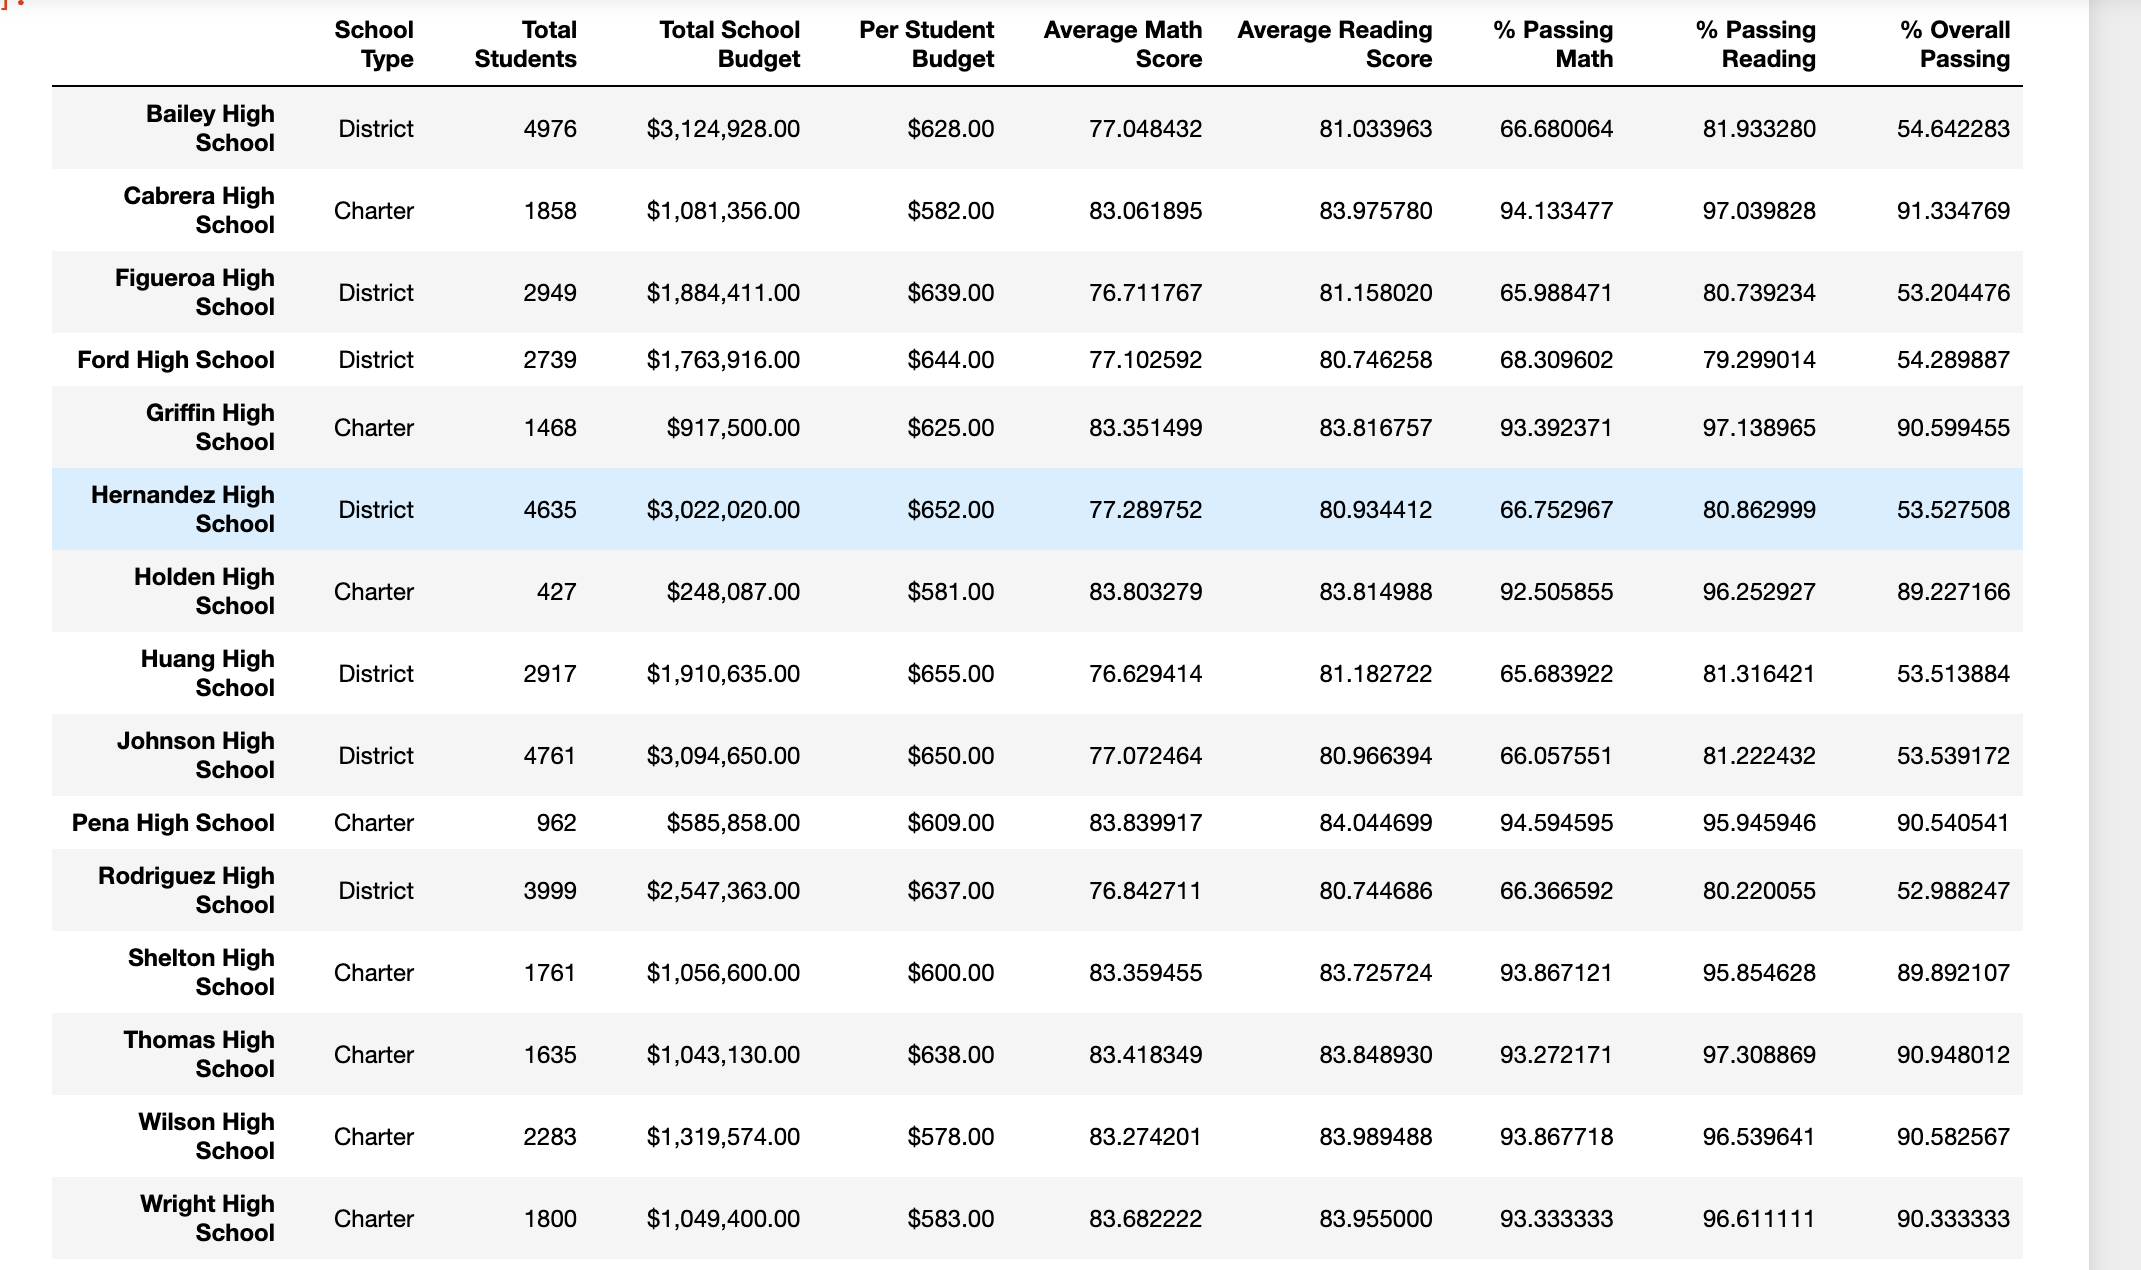 School Type Total Students Total School Budget Per Student Budget Average Math Score Average Reading Score % Passing Math % Passing Reading % Overall Passing
Bailey High School District 4976 $3,124,928.00 $628.00 77.048432 81.033963 66.680064 81.933280 54.642283
Cabrera High School Charter 1858 $1,081,356.00 $582.00 83.061895 83.975780 94.133477 97.039828 91.334769
Figueroa High School District 2949 $1,884,411.00 $639.00 76.711767 81.158020 65.988471 80.739234 53.204476
Ford High School District 2739 $1,763,916.00 $644.00 77.102592 80.746258 68.309602 79.299014 54.289887
Griffin High School Charter 1468 $917,500.00 $625.00 83.351499 83.816757 93.392371 97.138965 90.599455
Hernandez High School District 4635 $3,022,020.00 $652.00 77.289752 80.934412 66.752967 80.862999 53.527508
Holden High School Charter 427 $248,087.00 $581.00 83.803279 83.814988 92.505855 96.252927 89.227166
Huang High School District 2917 $1,910,635.00 $655.00 76.629414 81.182722 65.683922 81.316421 53.513884
Johnson High School District 4761 $3,094,650.00 $650.00 77.072464 80.966394 66.057551 81.222432 53.539172
Pena High School Charter 962 $585,858.00 $609.00 83.839917 84.044699 94.594595 95.945946 90.540541
Rodriguez High School District 3999 $2,547,363.00 $637.00 76.842711 80.744686 66.366592 80.220055 52.988247
Shelton High School Charter 1761 $1,056,600.00 $600.00 83.359455 83.725724 93.867121 95.854628 89.892107
Thomas High School Charter 1635 $1,043,130.00 $638.00 83.418349 83.848930 93.272171 97.308869 90.948012
Wilson High School Charter 2283 $1,319,574.00 $578.00 83.274201 83.989488 93.867718 96.539641 90.582567
Wright High School Charter 1800 $1,049,400.00 $583.00 83.682222 83.955000 93.333333 96.611111 90.333333